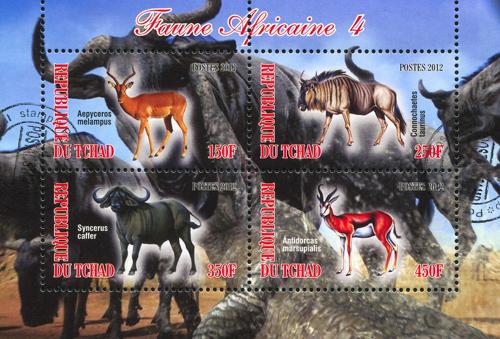 Faune Africaine 4
POSTES 2012
REPUBLIQUE
DU TCHAD
Aepyceros
melampus
150F
POSTES 2012
REPUBLIQUE
DU TCHAD
Connochaetes
taurinus
250F
POSTES 2012
REPUBLIQUE
DU TCHAD
Syncerus
caffer
350F
POSTES 2012
REPUBLIQUE
DU TCHAD
Antidorcas
marsupialis
450F